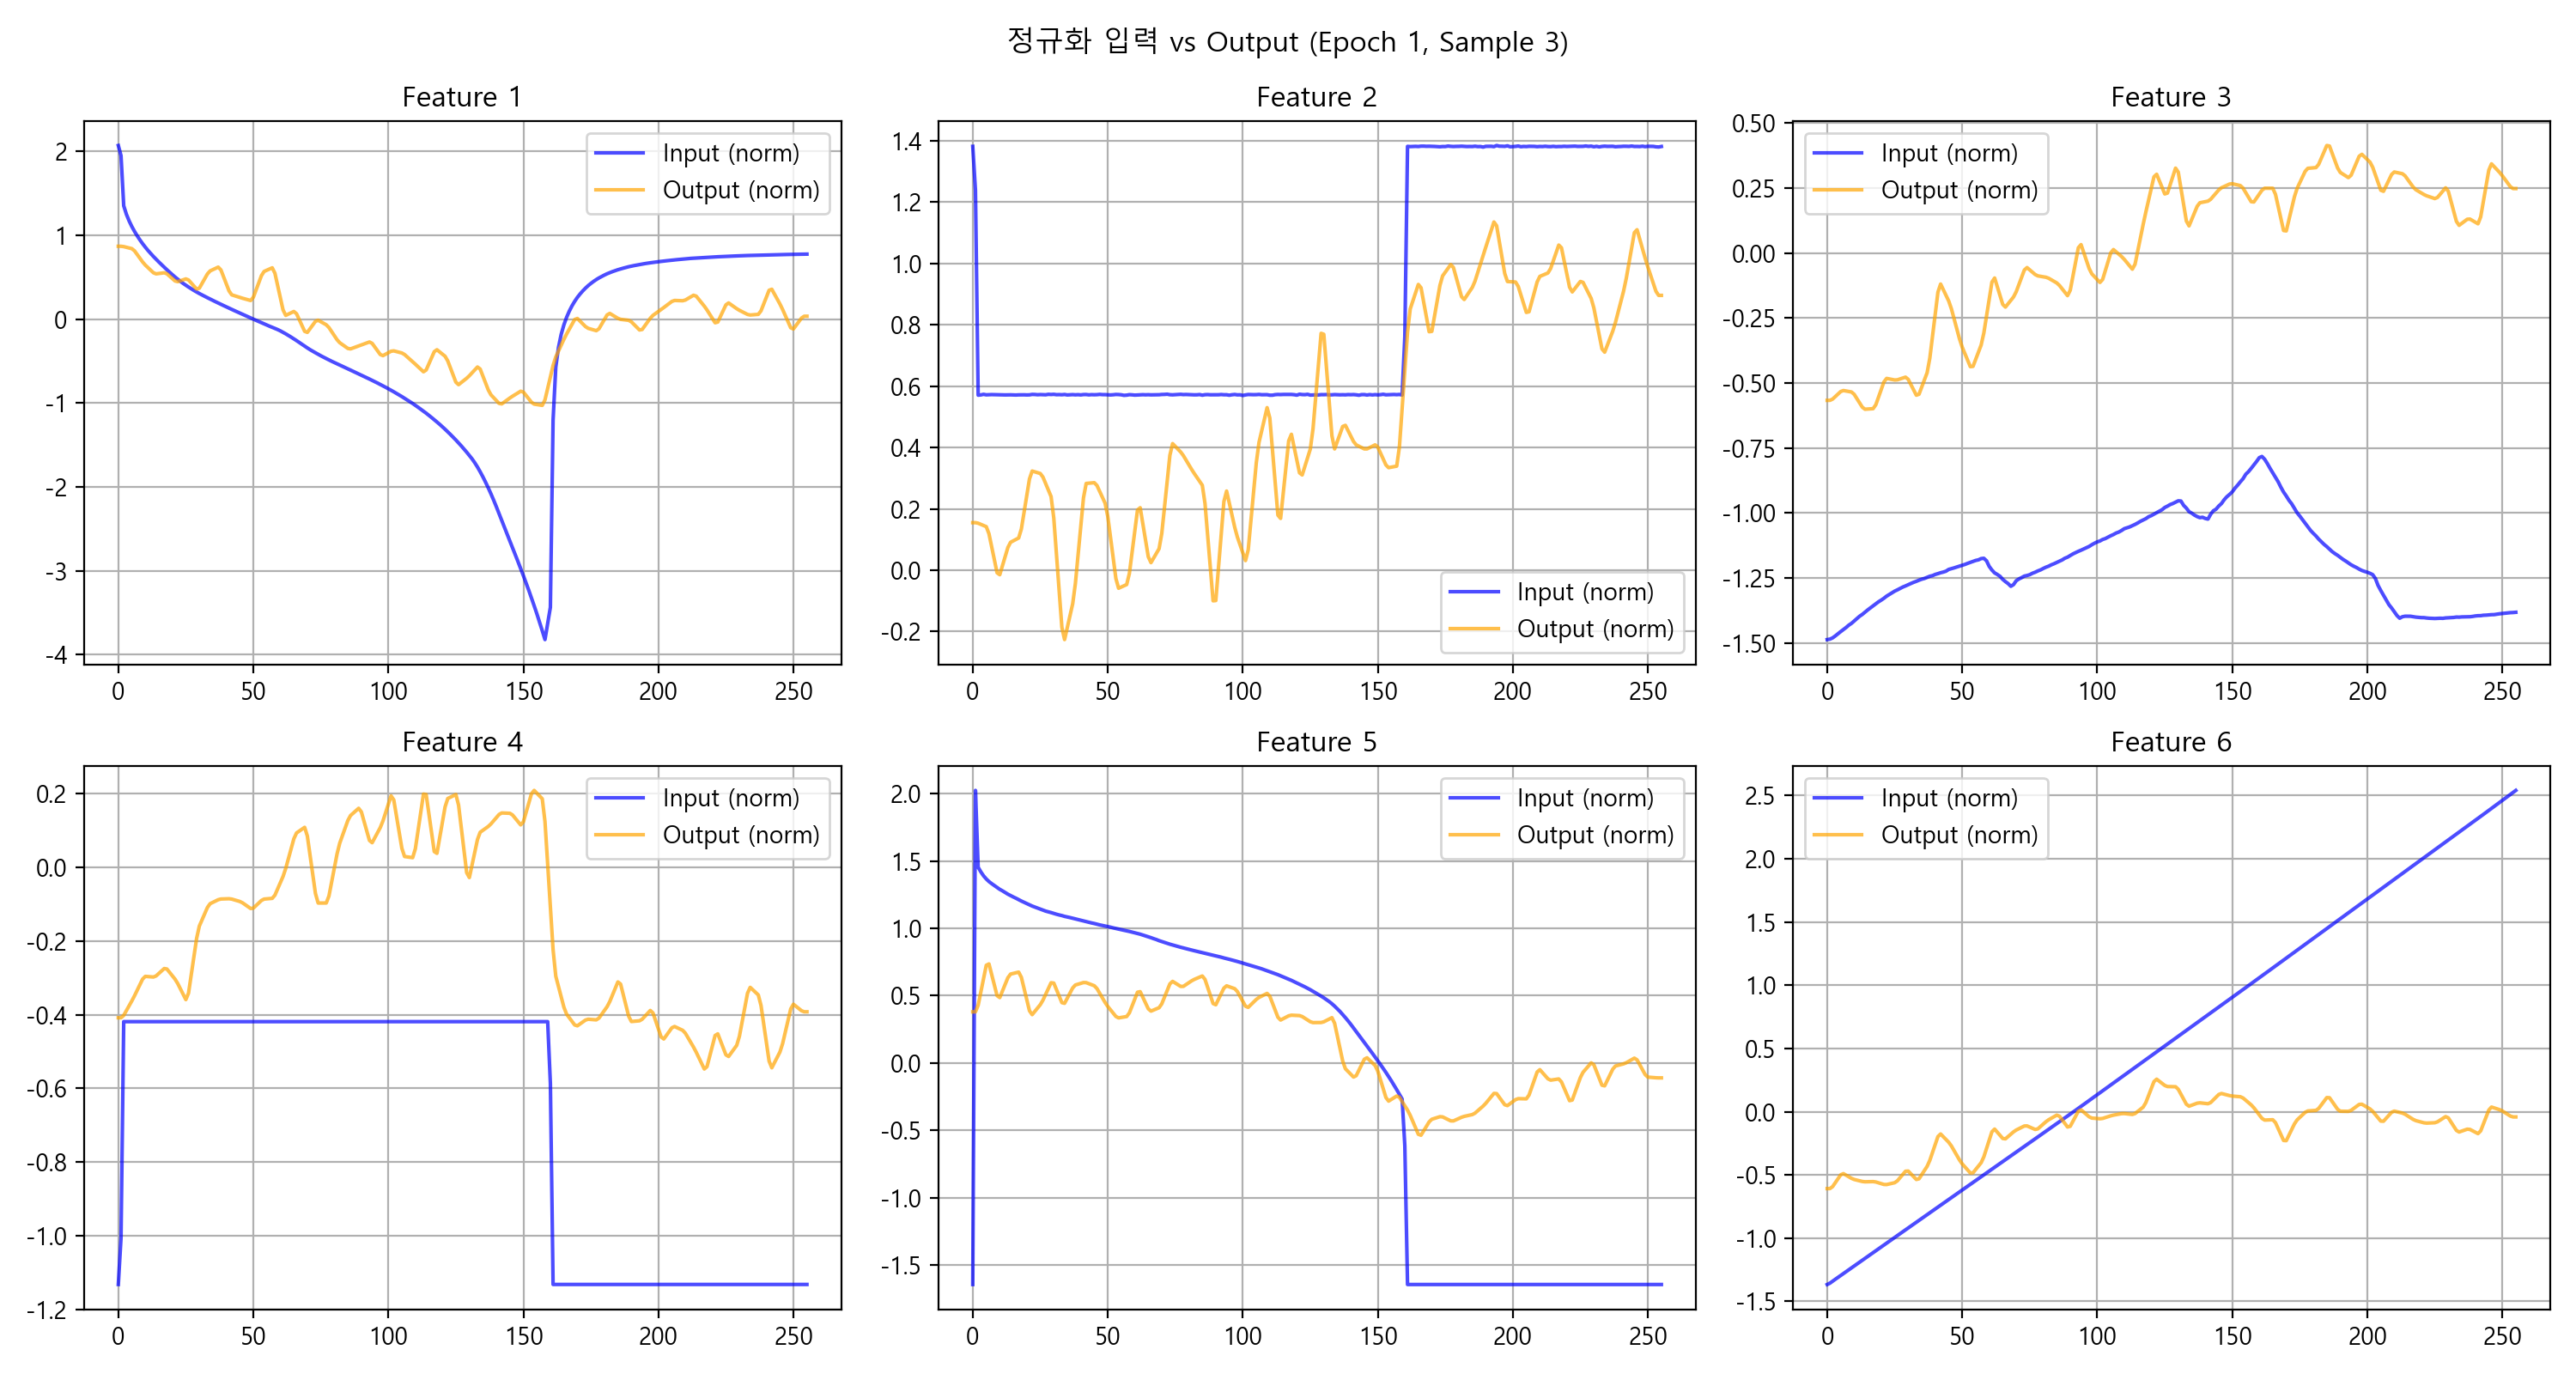 정규화 입력 vs Output (Epoch 1, Sample 3)
Feature 1
2
1
0
-1
-2
-3
-4
0 50 100 150 200 250
Input (norm)
Output (norm)
Feature 2
1.4
1.2
1.0
0.8
0.6
0.4
0.2
0.0
-0.2
0 50 100 150 200 250
Input (norm)
Output (norm)
Feature 3
0.50
0.25
0.00
-0.25
-0.50
-0.75
-1.00
-1.25
-1.50
0 50 100 150 200 250
Input (norm)
Output (norm)
Feature 4
0.2
0.0
-0.2
-0.4
-0.6
-0.8
-1.0
-1.2
0 50 100 150 200 250
Input (norm)
Output (norm)
Feature 5
2.0
1.5
1.0
0.5
0.0
-0.5
-1.0
-1.5
0 50 100 150 200 250
Input (norm)
Output (norm)
Feature 6
2.5
2.0
1.5
1.0
0.5
0.0
-0.5
-1.0
-1.5
0 50 100 150 200 250
Input (norm)
Output (norm)